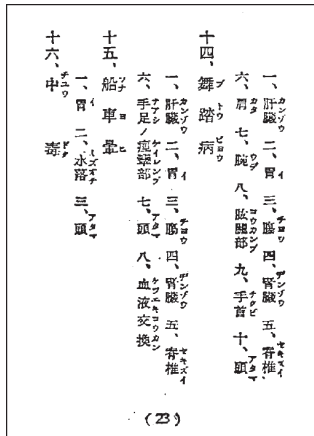 一、肝臓 二、胃 三、腸 四、腎臓 五、脊椎
六、肩 七、腕 八、肱關部 九、手首 十、頭
十四、舞踏病
一、肝臓 二、胃 三、腸 四、腎臓 五、脊椎
六、手足ノ痙攣部 七、頭 八、血液交換
十五、船車暈
一、胃 二、水落 三、頭
十六、中毒
(23)